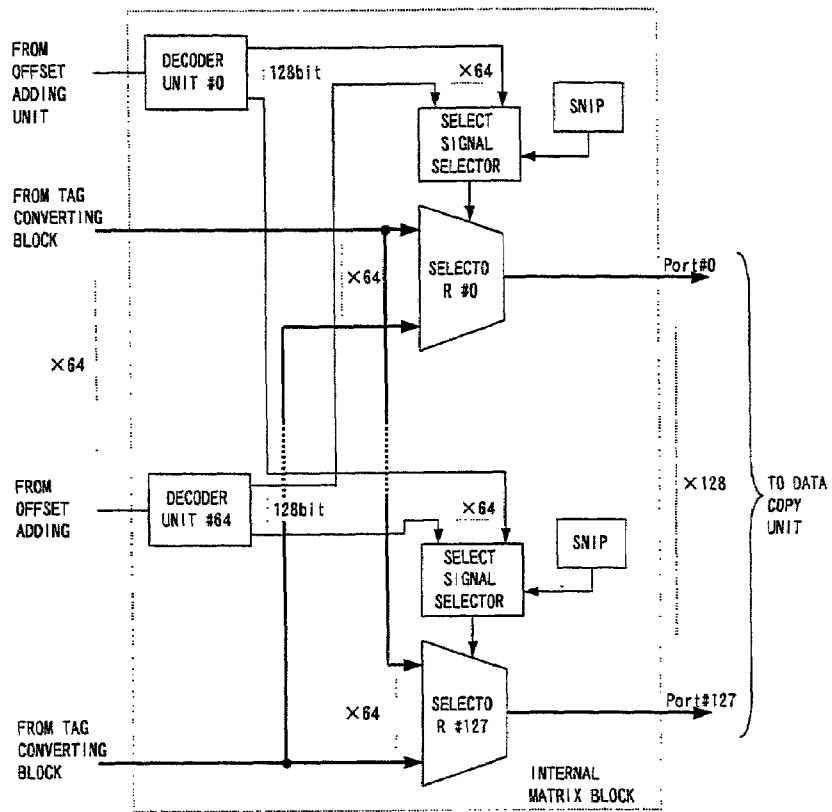 FROM
OFFSET
ADDING
UNIT
DECODER
UNIT #0
128bit
×64
SELECT
SIGNAL
SELECTOR
SNIP
FROM TAG
CONVERTING
BLOCK
×64
SELECTO
R #0
Port#0
×64
FROM
OFFSET
ADDING
DECODER
UNIT #64
128bit
×64
SELECT
SIGNAL
SELECTOR
SNIP
×128
TO DATA
COPY
UNIT
FROM TAG
CONVERTING
BLOCK
×64
SELECTO
R #127
Port#127
INTERNAL
MATRIX BLOCK